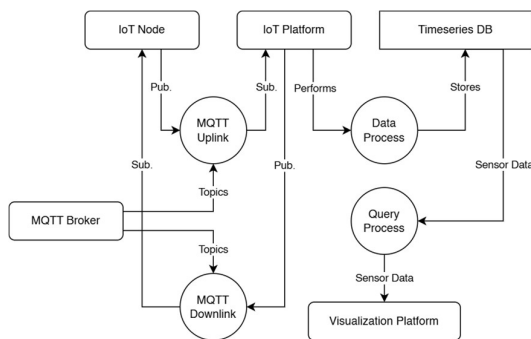 IoT Node
IoT Platform
Timeseries DB
Pub.
Sub.
Performs
Stores
MQTT
Uplink
Data
Process
Sub.
Pub.
Sensor Data
Topics
MQTT Broker
Query
Process
Topics
Sensor Data
MQTT
Downlink
Visualization Platform